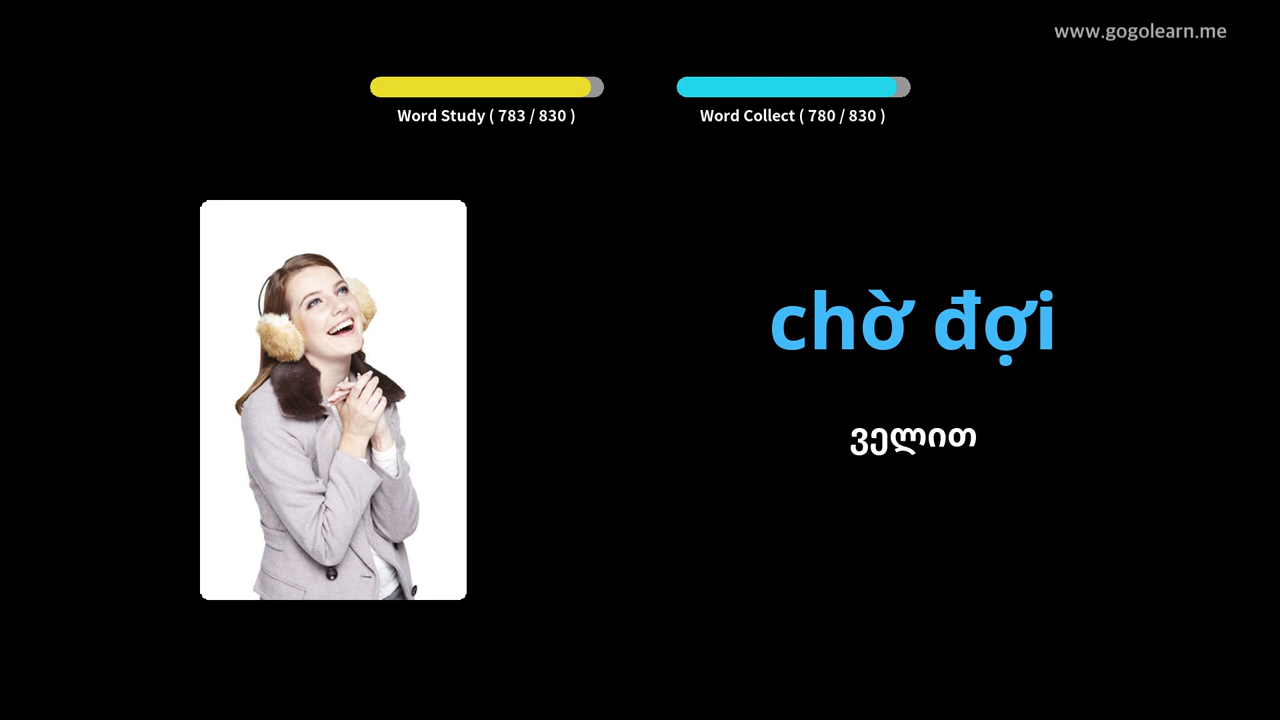 www.gogolearn.me
Word Study ( 783 / 830 )
Word Collect ( 780 / 830 )
chờ đợi
ველით